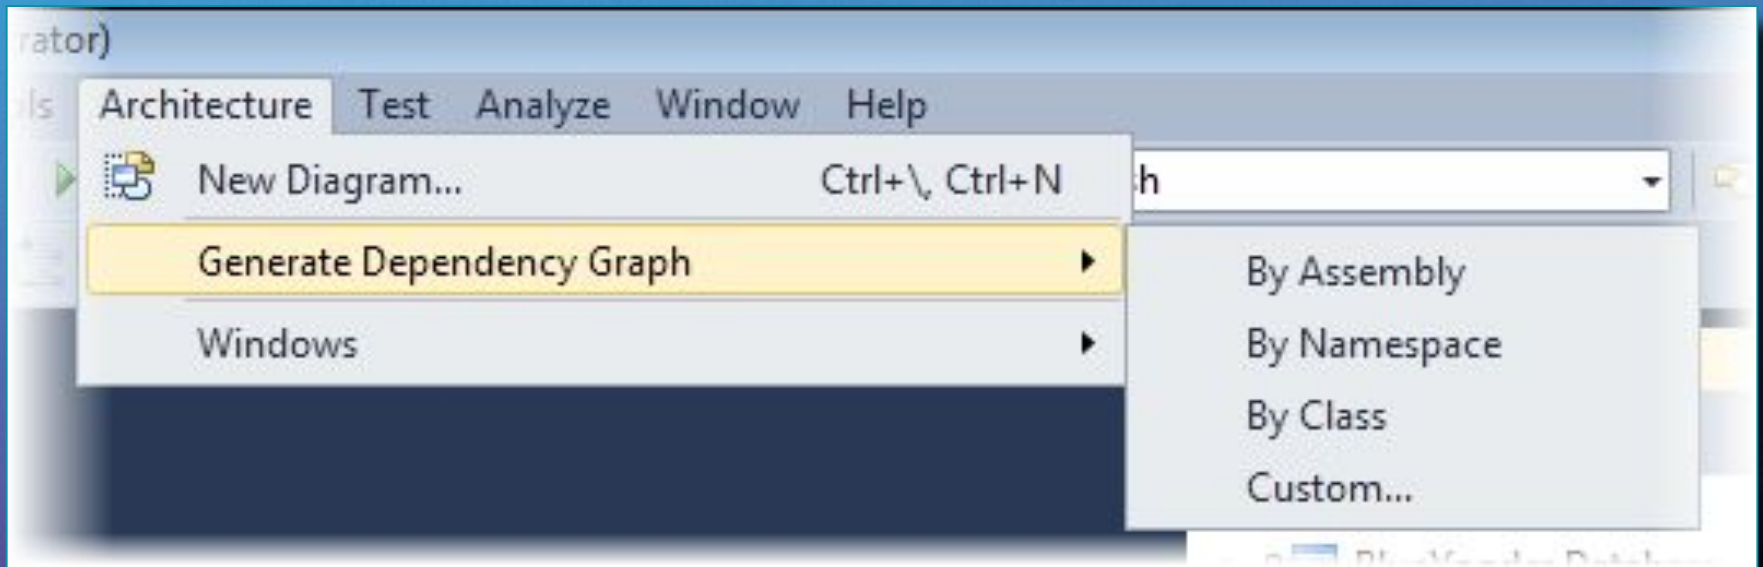 rator)
ls Architecture Test Analyze Window Help
New Diagram... Ctrl+\, Ctrl+N
h
Generate Dependency Graph
Windows
By Assembly
By Namespace
By Class
Custom...